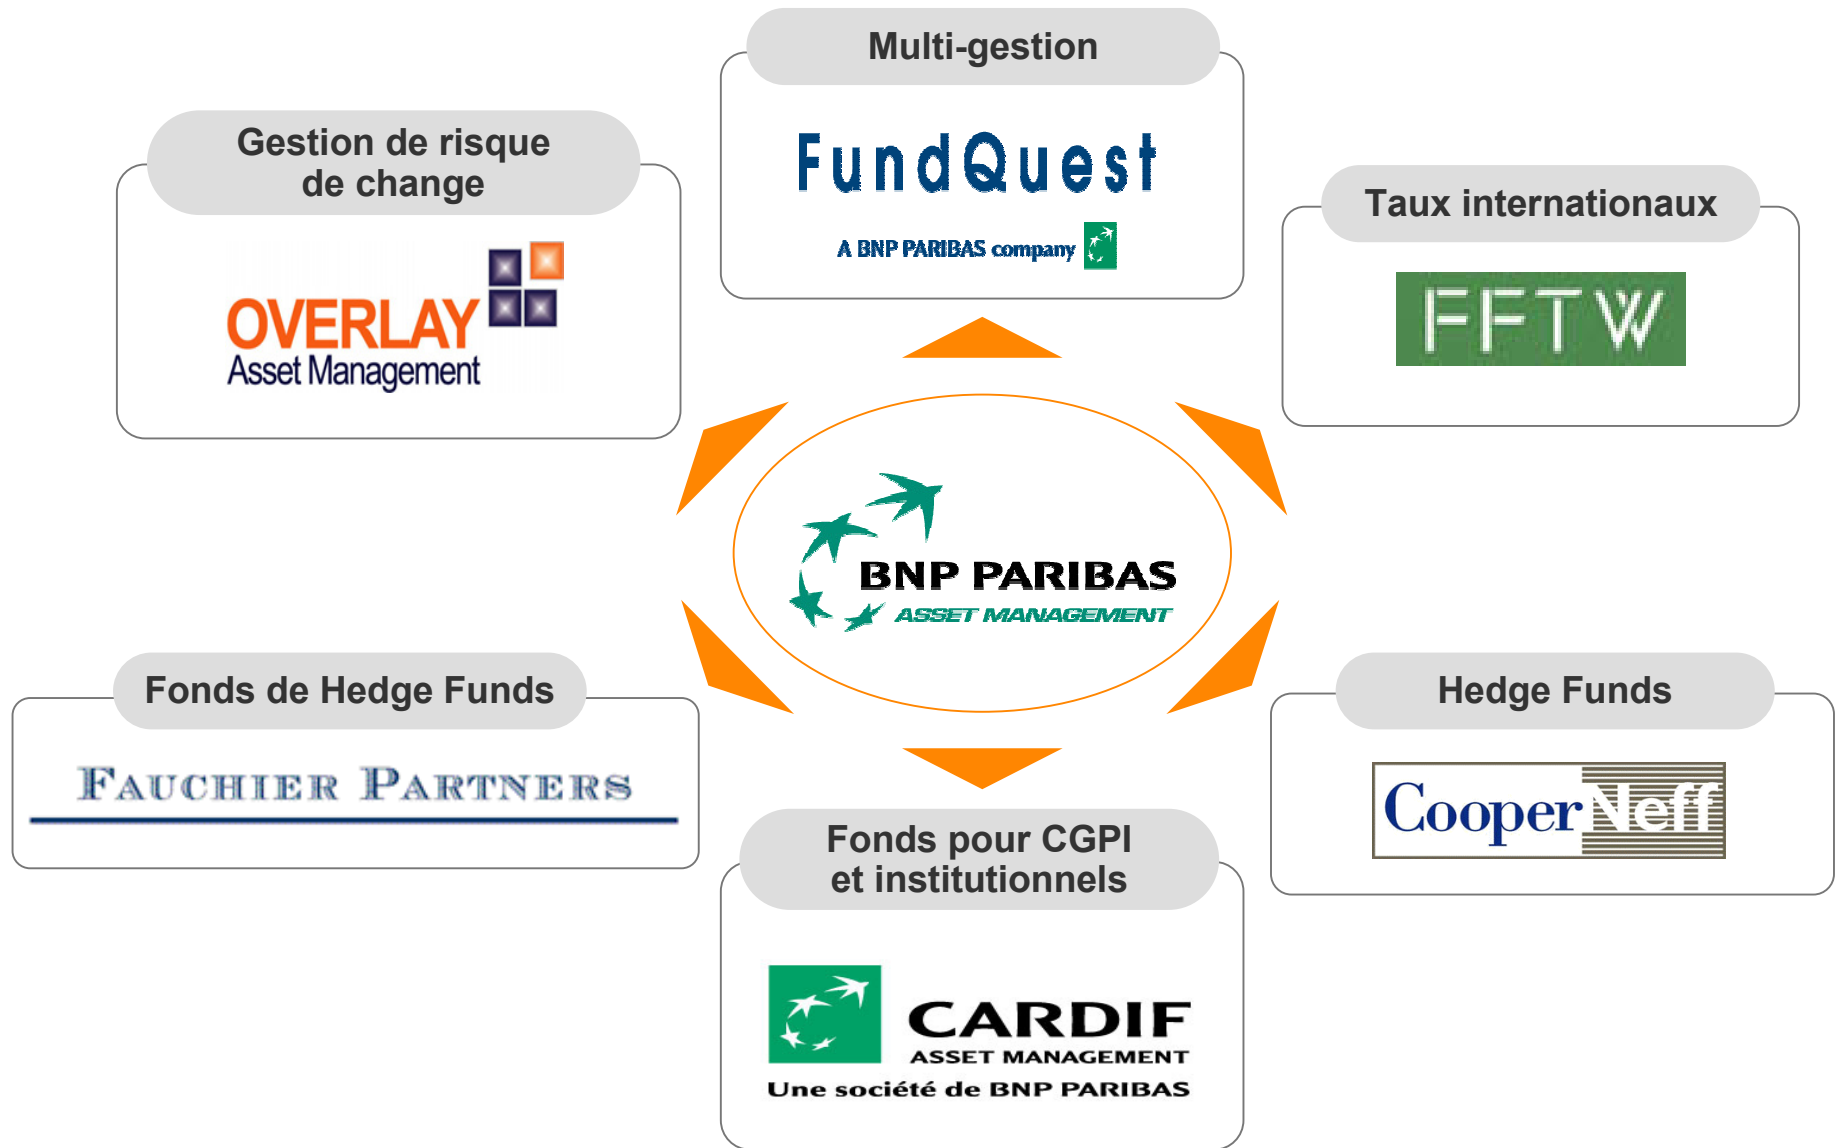 Multi-gestion
FundQuest
A BNP PARIBAS company
Gestion de risque
de change
OVERLAY
Asset Management
Taux internationaux
FFTW
BNP PARIBAS
ASSET MANAGEMENT
Fonds de Hedge Funds
FAUCHIER PARTNERS
Hedge Funds
CooperNeff
Fonds pour CGPI
et institutionnels
CARDIF
ASSET MANAGEMENT
Une société de BNP PARIBAS